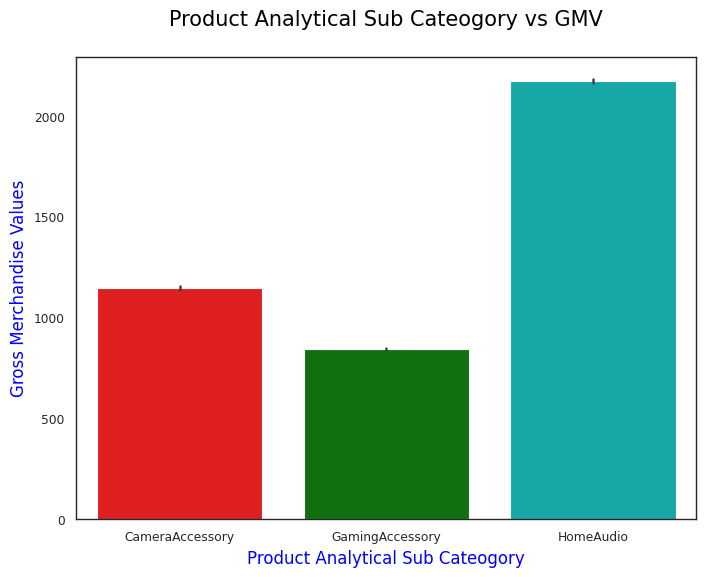 Product Analytical Sub Cateogory vs GMV
Gross Merchandise Values
2000
1500
1000
500
0
CameraAccessory GamingAccessory HomeAudio
Product Analytical Sub Cateogory